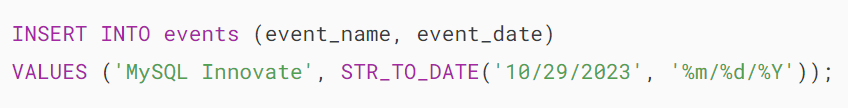 INSERT INTO events (event_name, event_date)
VALUES ('MySQL Innovate', STR_TO_DATE('10/29/2023', '%m/%d/%Y'));